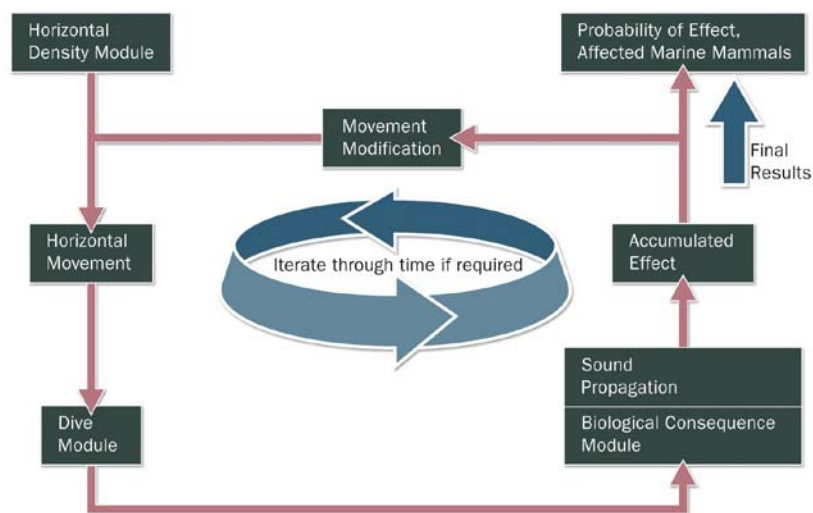 Horizontal
Density Module
Probability of Effect,
Affected Marine Mammals
Movement
Modification
Final
Results
Horizontal
Movement
Iterate through time if required
Accumulated
Effect
Sound
Propagation
Dive
Module
Biological Consequence
Module